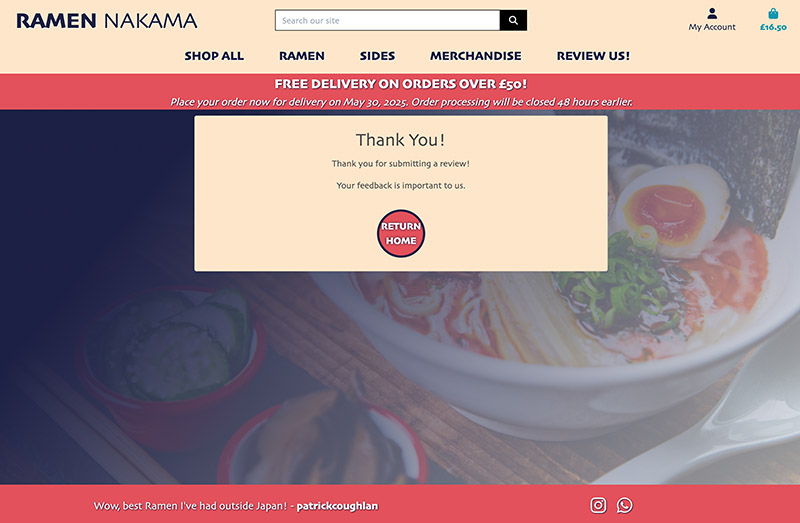 RAMEN NAKAMA
Search our site
My Account
£16.50
SHOP ALL RAMEN SIDES MERCHANDISE REVIEW US!
FREE DELIVERY ON ORDERS OVER £50!
Place your order now for delivery on May 30, 2025. Order processing will be closed 48 hours earlier.
Thank You!
Thank you for submitting a review!
Your feedback is important to us.
RETURN
HOME
Wow, best Ramen I've had outside Japan! - patrickcoughlan